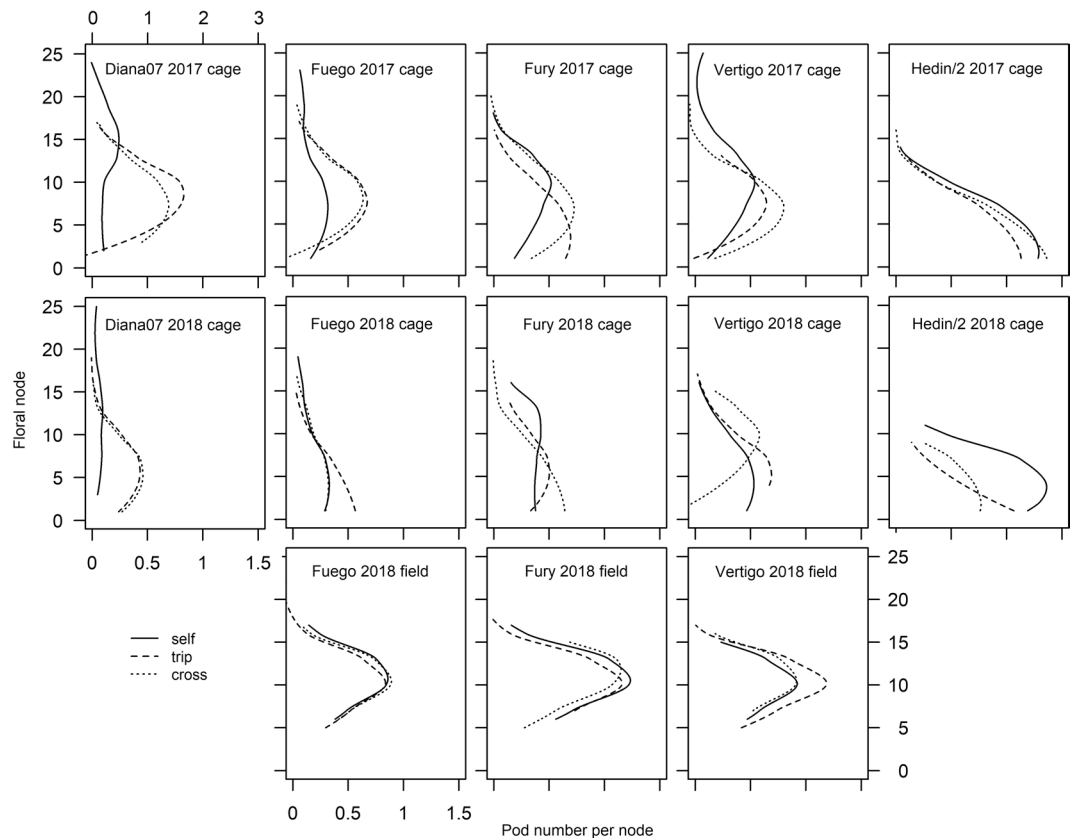 0 1 2 3
Diana07 2017 cage
Fuego 2017 cage
Fury 2017 cage
Vertigo 2017 cage
Hedin/2 2017 cage
25
20
15
10
5
0
Floral node
Diana07 2018 cage
Fuego 2018 cage
Fury 2018 cage
Vertigo 2018 cage
Hedin/2 2018 cage
25
20
15
10
5
0
0 0.5 1 1.5
Fuego 2018 field
Fury 2018 field
Vertigo 2018 field
25
20
15
10
5
0
self
trip
cross
0 0.5 1 1.5
Pod number per node